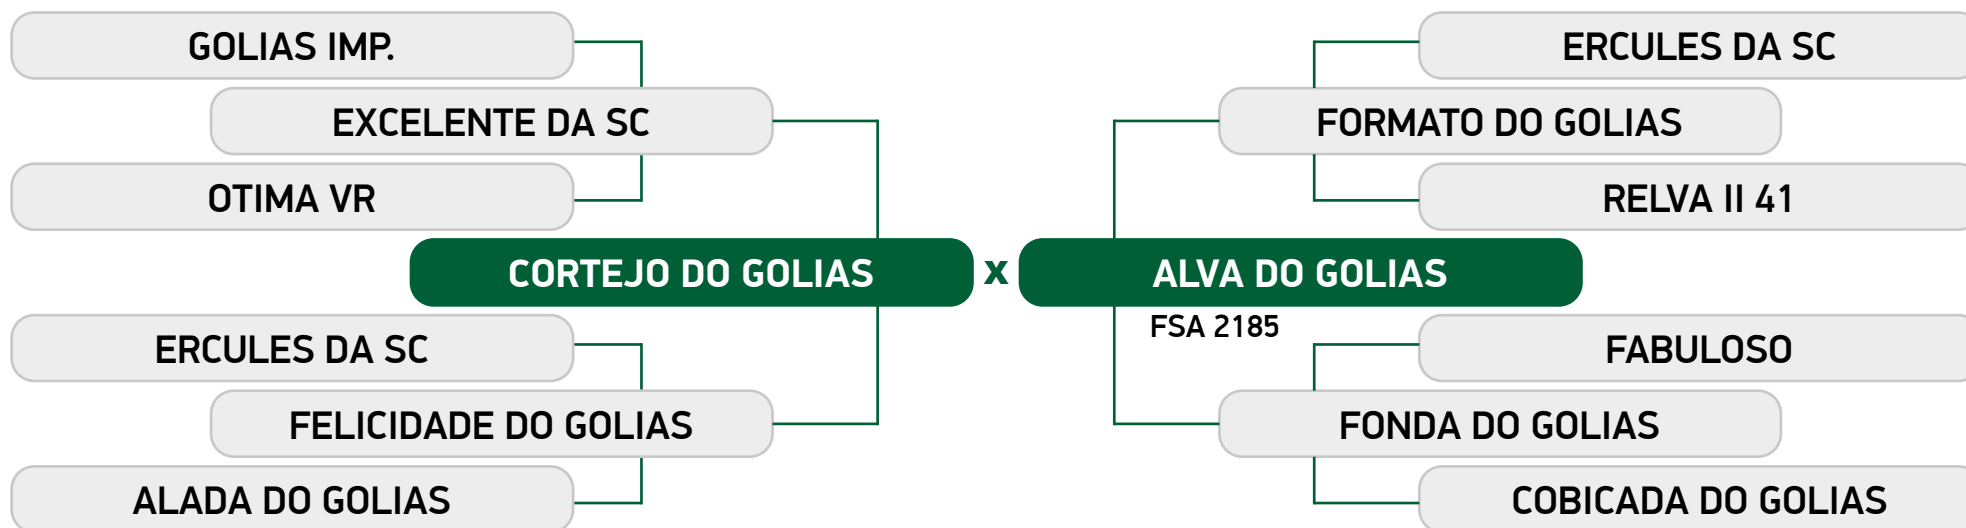 GOLIAS IMP.
ERCULES DA SC
EXCELENTE DA SC
FORMATO DO GOLIAS
OTIMA VR
RELVA II 41
CORTEJO DO GOLIAS x ALVA DO GOLIAS
FSA 2185
ERCULES DA SC
FABULOSO
FELICIDADE DO GOLIAS
FONDA DO GOLIAS
ALADA DO GOLIAS
COBICADA DO GOLIAS